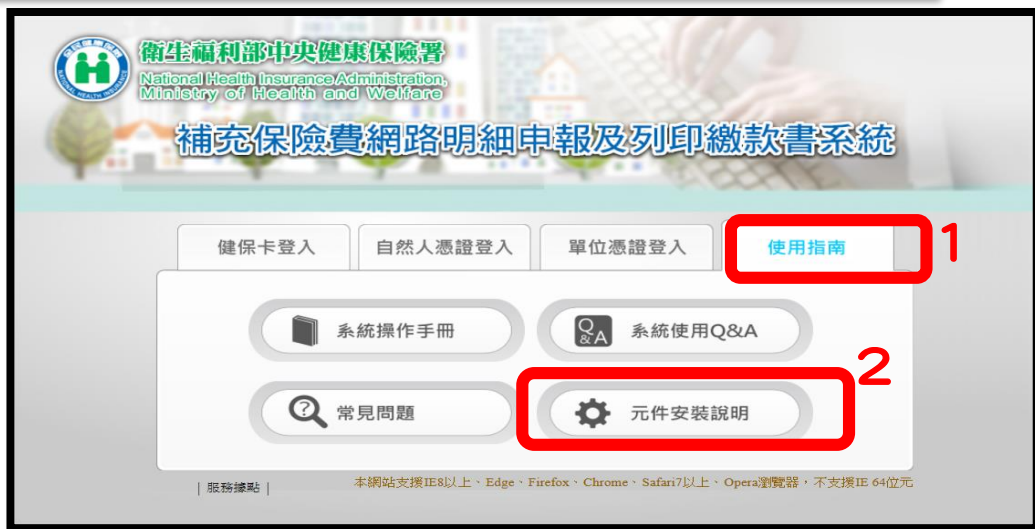 衛生福利部中央健康保險署
National Health Insurance Administration,
Ministry of Health and Welfare
補充保險費網路明細申報及列印繳款書系統
健保卡登入 自然人憑證登入 單位憑證登入 使用指南 1
系統操作手冊 Q&A 系統使用Q&A
2
? 常見問題 元件安裝說明
| 服務據點 | 本網站支援IE8以上、Edge、Firefox、Chrome、Safari7以上、Opera瀏覽器,不支援IE 64位元